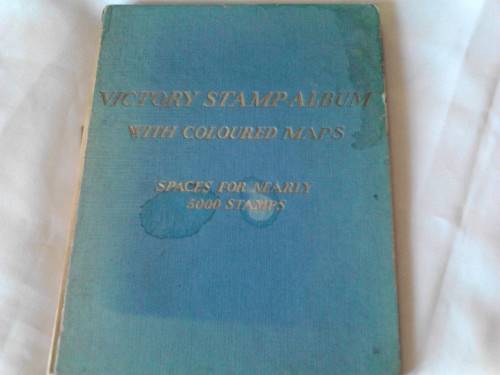 VICTORY STAMP-ALBUM
WITH COLOURED MAPS
SPACES FOR NEARLY
5000 STAMPS